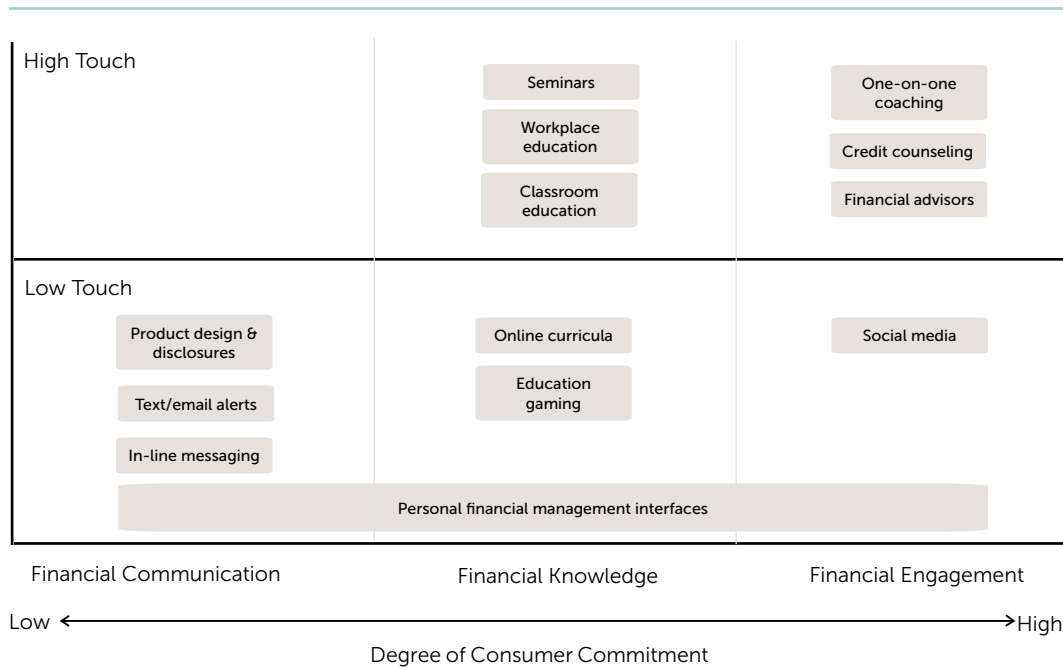 High Touch
Seminars
Workplace
education
Classroom
education
One-on-one
coaching
Credit counseling
Financial advisors
Low Touch
Product design &
disclosures
Text/email alerts
In-line messaging
Online curricula
Education
gaming
Social media
Personal financial management interfaces
Financial Communication
Financial Knowledge
Financial Engagement
Low
High
Degree of Consumer Commitment